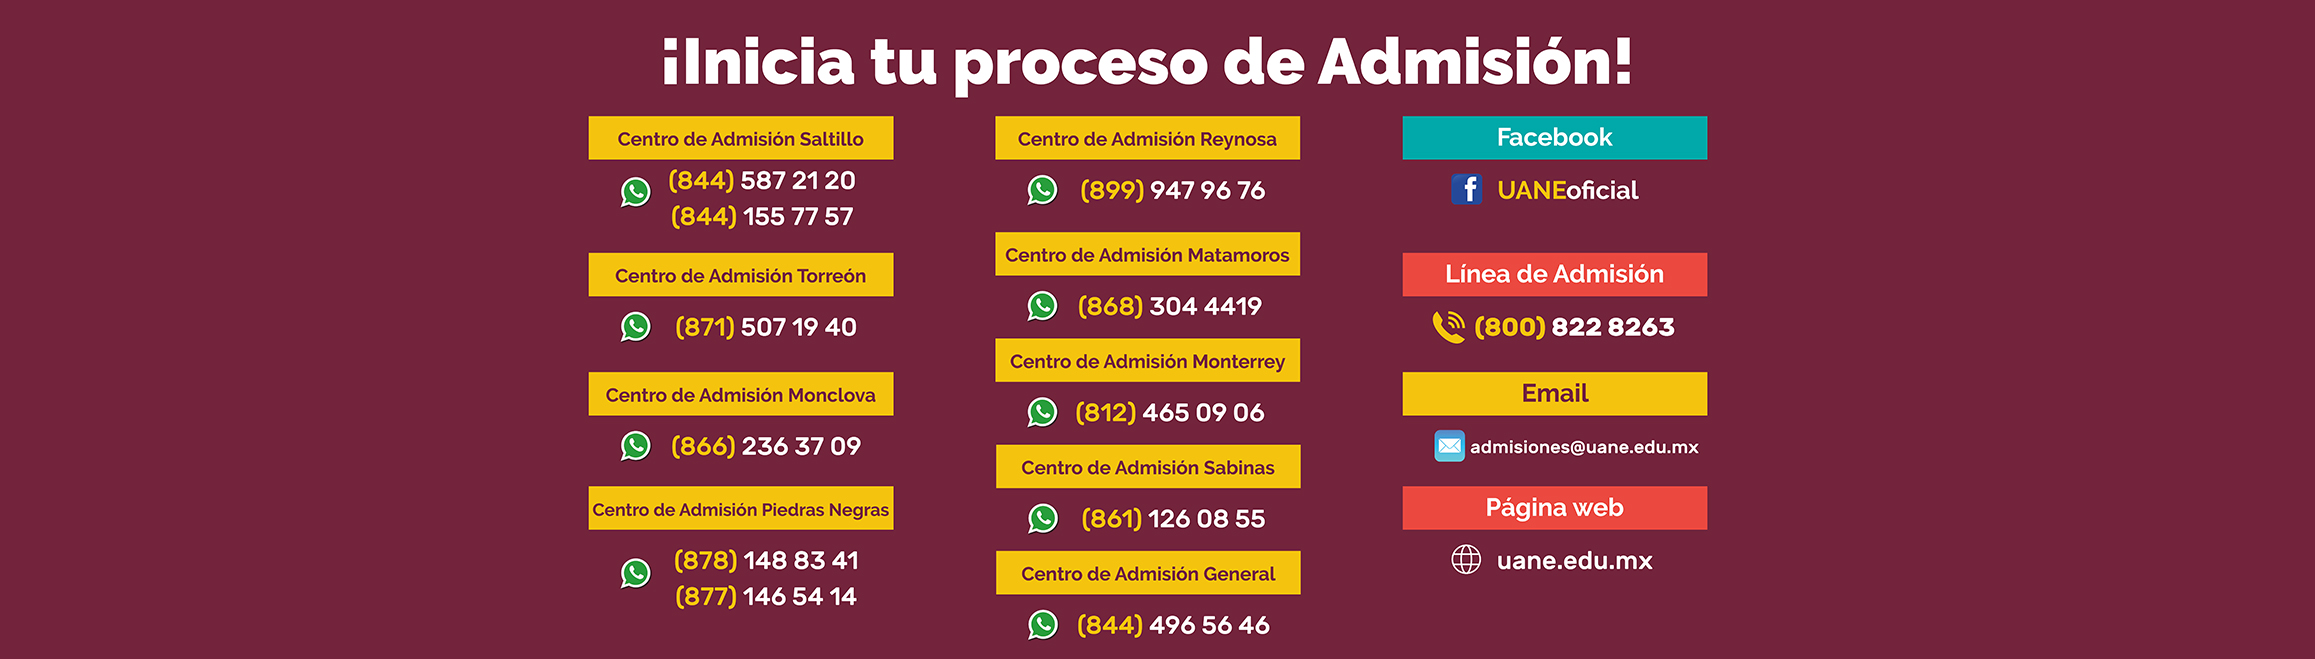 ¡Inicia tu proceso de Admisión!
Centro de Admisión Saltillo
(844) 587 21 20
(844) 155 77 57
Centro de Admisión Torreón
(871) 507 19 40
Centro de Admisión Monclova
(866) 236 37 09
Centro de Admisión Piedras Negras
(878) 148 83 41
(877) 146 54 14
Centro de Admisión Reynosa
(899) 947 96 76
Centro de Admisión Matamoros
(868) 304 4419
Centro de Admisión Monterrey
(812) 465 09 06
Centro de Admisión Sabinas
(861) 126 08 55
Centro de Admisión General
(844) 496 56 46
Facebook
UANEoficial
Línea de Admisión
(800) 822 8263
Email
admisiones@uane.edu.mx
Página web
uane.edu.mx